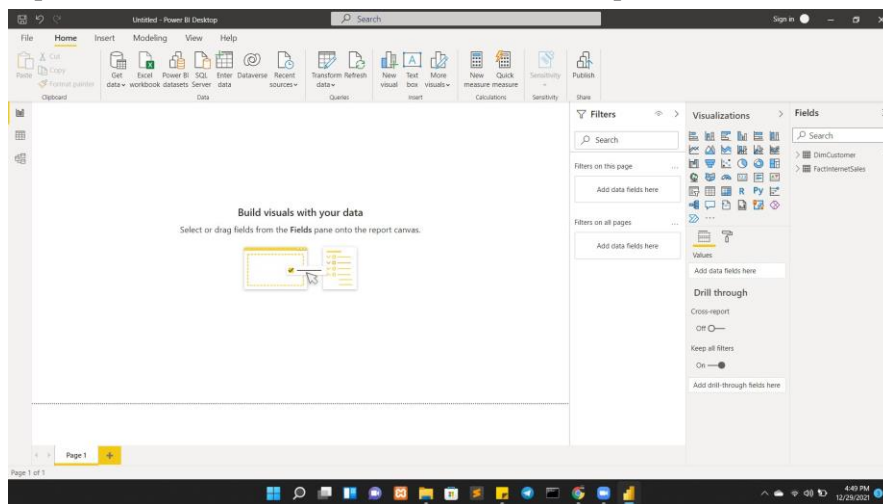 Untitled - Power BI Desktop
Search
Sign in
File Home Insert Modeling View Help
Paste
Cut
Copy
Format painter
Clipboard
Get data
Excel workbook
Power BI datasets
SQL Server
Enter data
Dataverse
Recent sources
Data
Transform data
Refresh
Queries
New visual
Text box
More visuals
Insert
New measure
Quick measure
Calculations
Sensitivity
Sensitivity
Publish
Share
Build visuals with your data
Select or drag fields from the Fields pane onto the report canvas.
Filters
Search
Filters on this page
...
Add data fields here
Filters on all pages
...
Add data fields here
Visualizations
R Py
...
Values
Add data fields here
Drill through
Cross-report
Off
Keep all filters
On
Add drill-through fields here
Fields
Search
DimCustomer
FactInternetSales
Page 1
Page 1 of 1
4:49 PM
12/29/2021